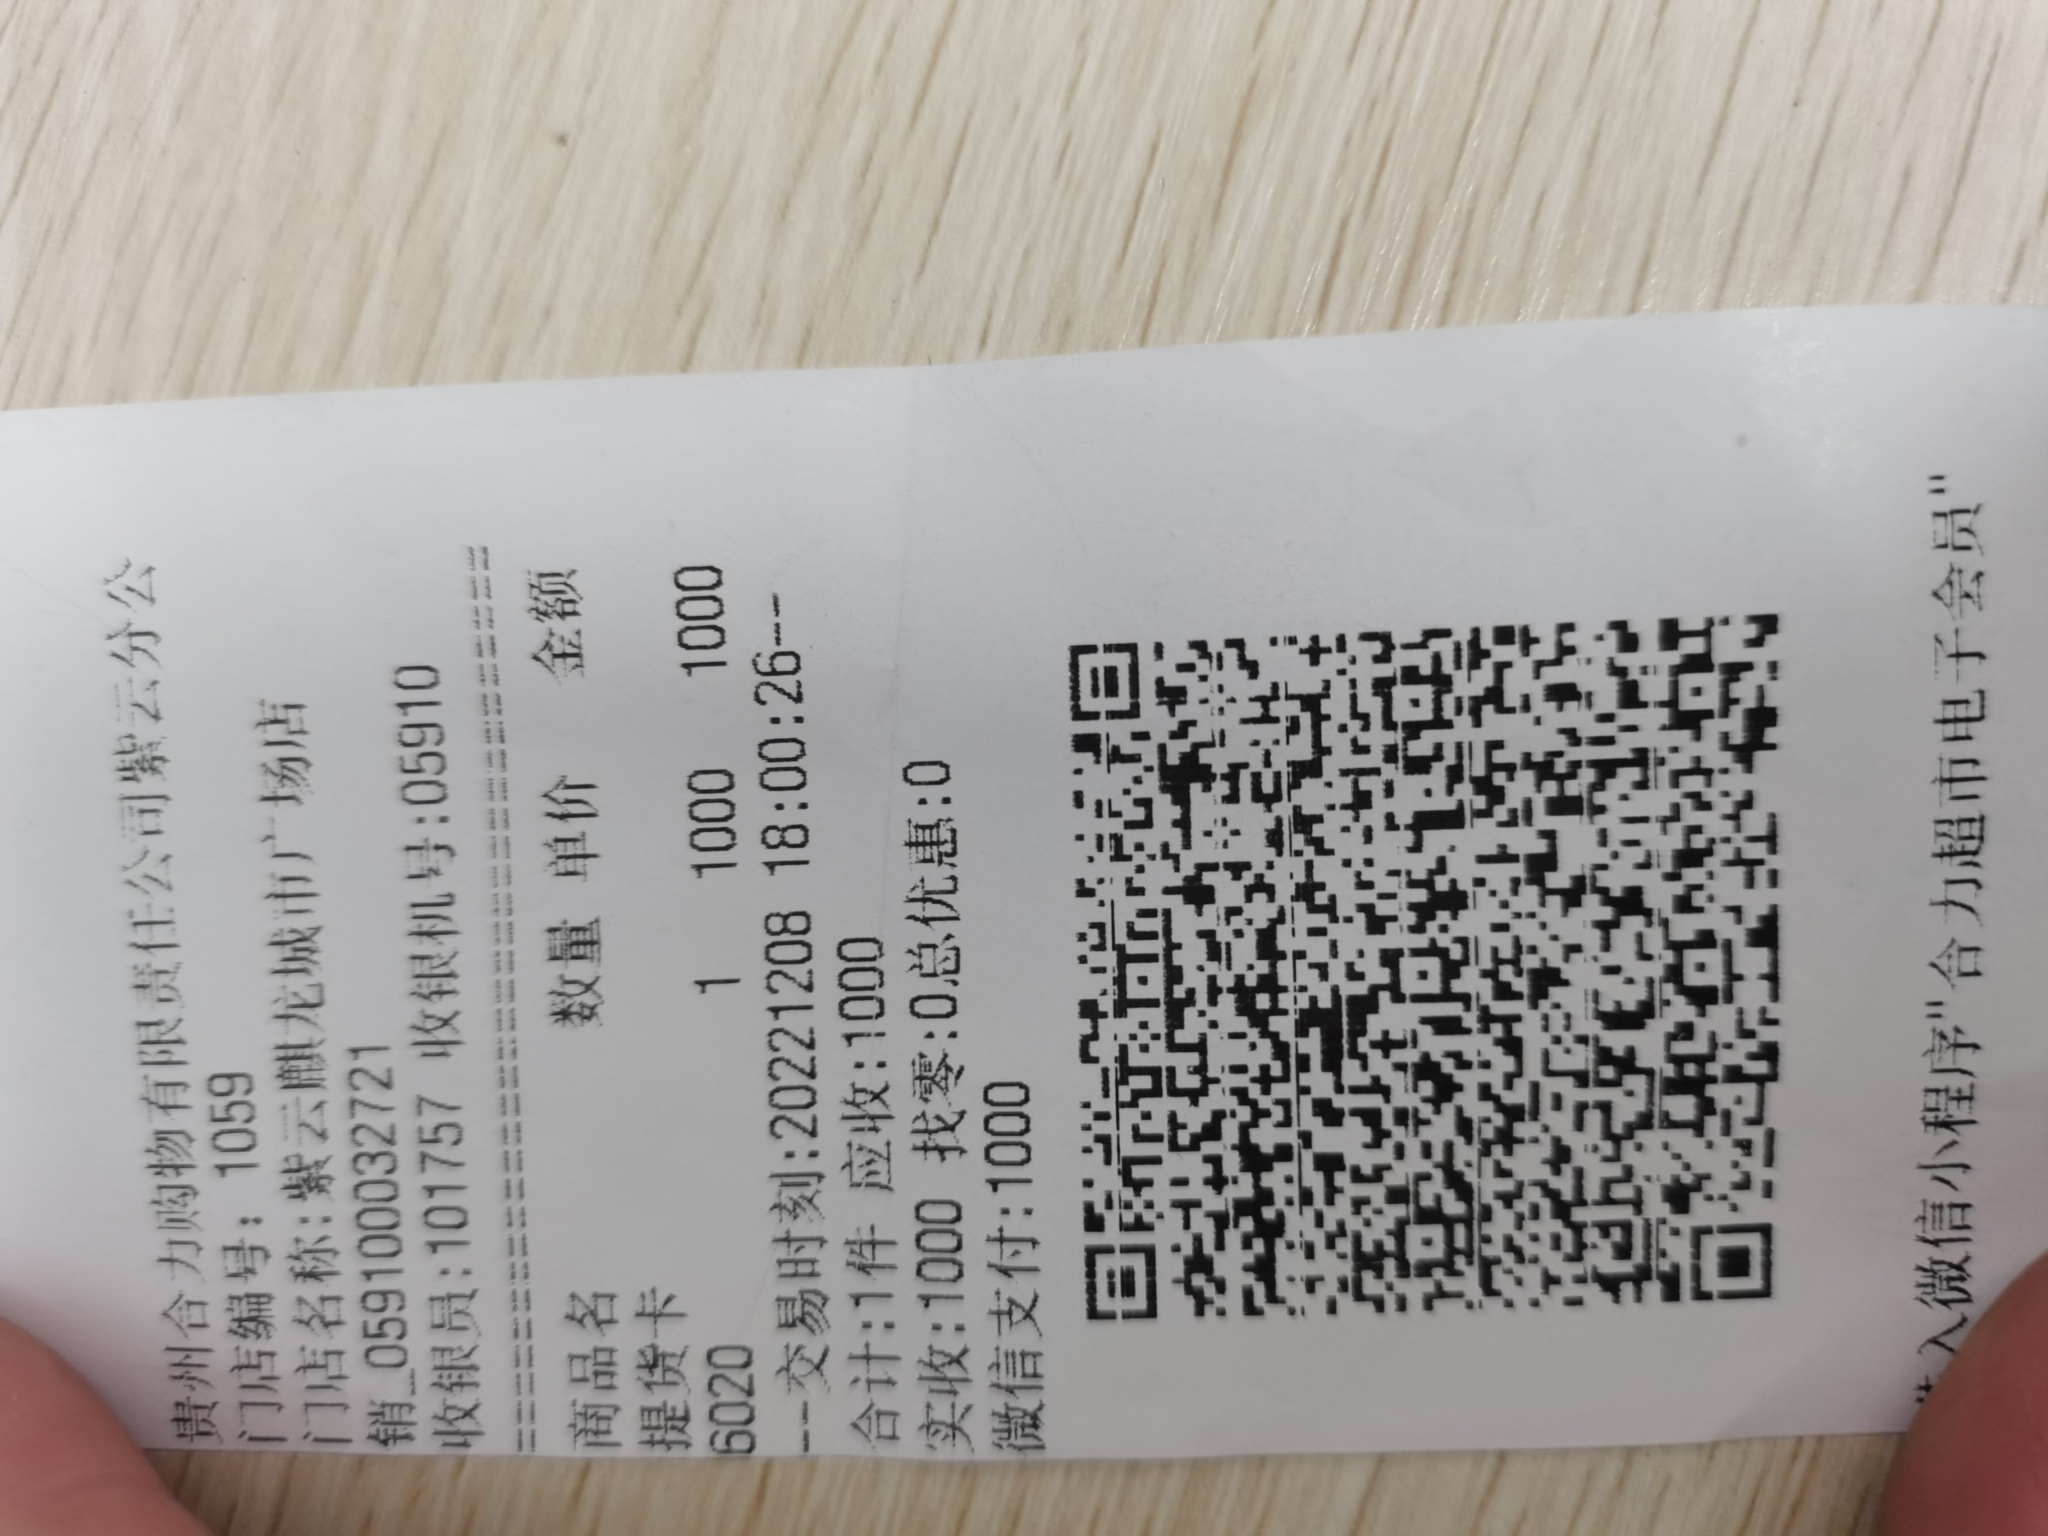 贵州合力购物有限责任公司紫云分公
门店编号: 1059
门店名称:紫云麒龙城市广场店
销_059100032721
收银员:101757 收银机号:05910
================================
商品名 数量 单价 金额
提货卡
6020 1 1000 1000
--交易时刻:20221208 18:00:26--
合计:1件 应收:1000
实收:1000 找零:0总优惠:0
微信支付:1000
入微信小程序"合力超市电子会员"